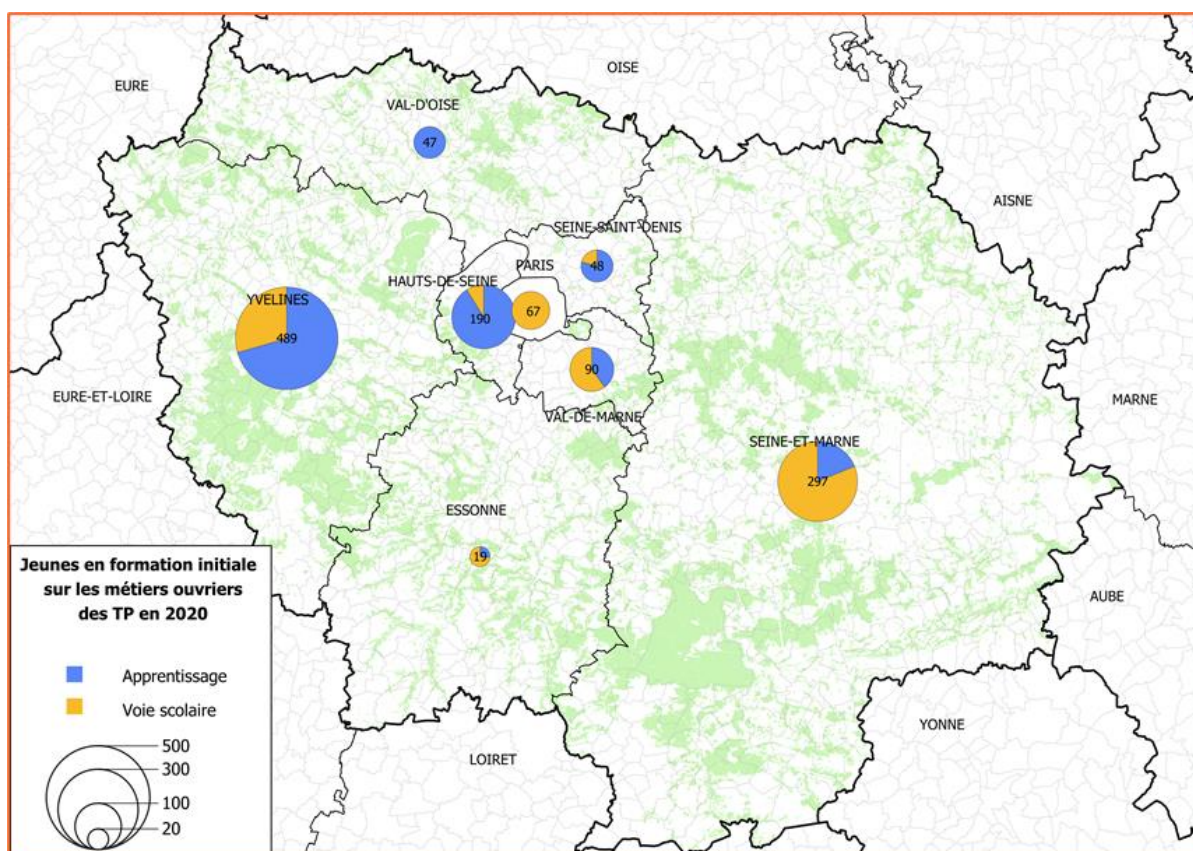 OISE
EURE
VAL-D'OISE
47
AISNE
SEINE-SAINT-DENIS
48
PARIS
HAUTS-DE-SEINE
67
190
YVELINES
489
90
EURE-ET-LOIRE
MARNE
VAL-DE-MARNE
SEINE-ET-MARNE
297
ESSONNE
19
AUBE
YONNE
LOIRET
Jeunes en formation initiale
sur les métiers ouvriers
des TP en 2020
Apprentissage
Voie scolaire
500
300
100
20